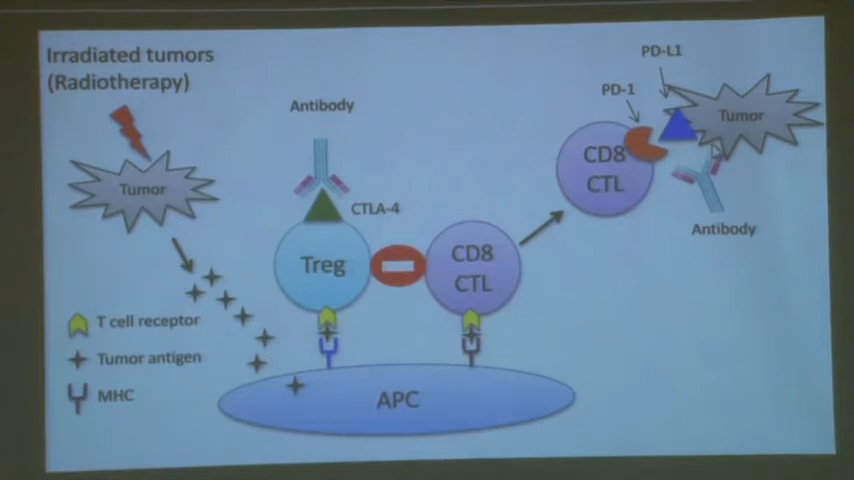 Irradiated tumors
(Radiotherapy)
Tumor
Antibody
CTLA-4
Treg
CD8
CTL
APC
T cell receptor
Tumor antigen
MHC
PD-L1
PD-1
CD8
CTL
Tumor
Antibody